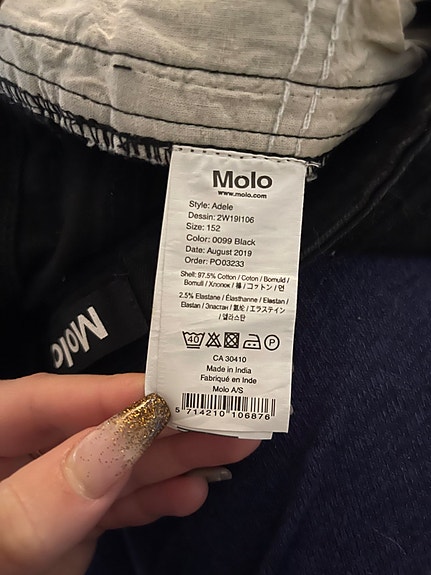 Molo
www.molo.com
Style: Adele
Dessin: 2W19I106
Size: 152
Color: 0099 Black
Date: August 2019
Order: PO03233
Shell: 97.5% Cotton / Coton / Bomuld /
Bomull / Хлопок / 棉 / コットン / 면
2.5% Elastane / Élasthanne / Elestan /
Elastan / Эластан / 氨纶 / エラステイン
/ 엘라스탄
40
P
CA 30410
Made in India
Fabriqué en Inde
Molo A/S
5 714210 106876
Molo